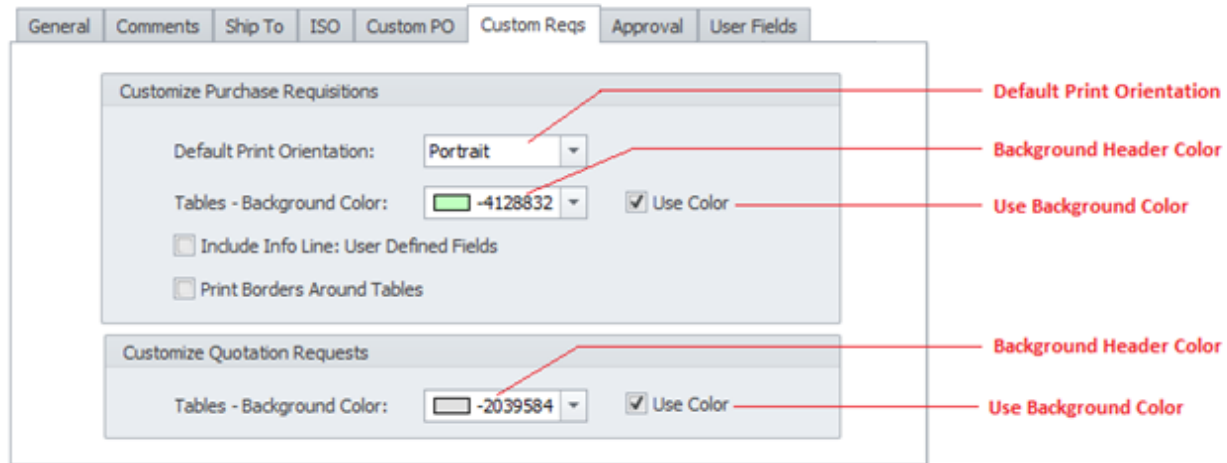 General Comments Ship To ISO Custom PO Custom Reqs Approval User Fields
Customize Purchase Requisitions
Default Print Orientation
Default Print Orientation: Portrait
Background Header Color
Tables - Background Color: -4128832 Use Color
Use Background Color
Include Info Line: User Defined Fields
Print Borders Around Tables
Customize Quotation Requests
Background Header Color
Tables - Background Color: -2039584 Use Color
Use Background Color